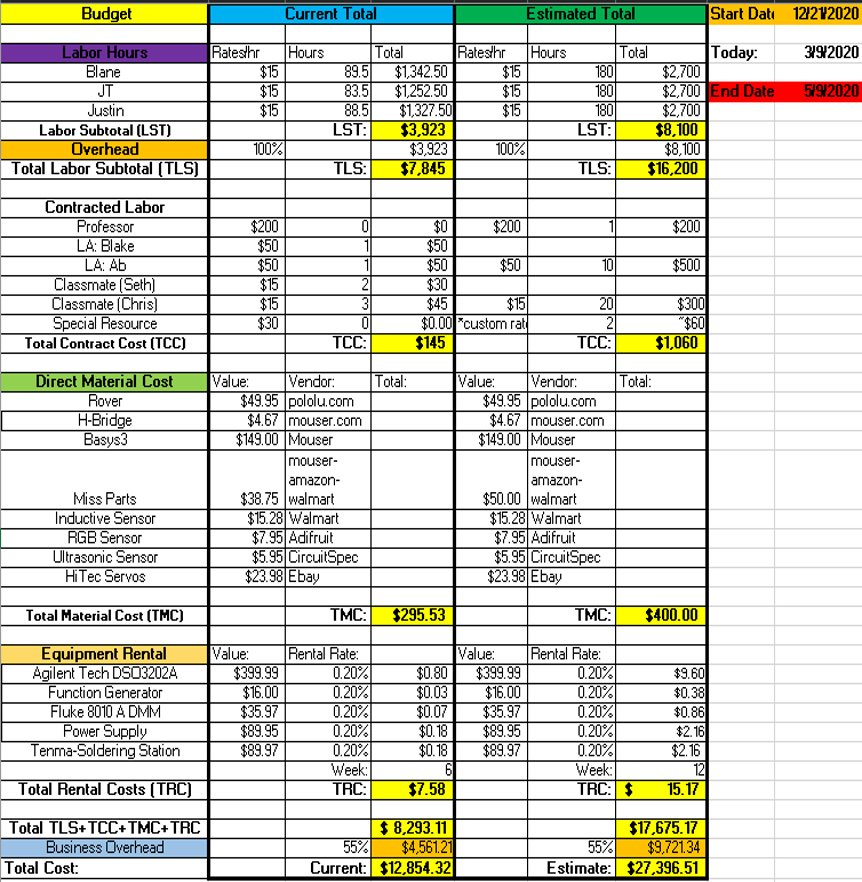 Budget Current Total Estimated Total Start Date 12/21/2020
Labor Hours Rates/hr Hours Total Rates/hr Hours Total Today: 3/9/2020
Blane $15 89.5 $1,342.50 $15 180 $2,700
JT $15 83.5 $1,252.50 $15 180 $2,700 End Date 5/9/2020
Justin $15 88.5 $1,327.50 $15 180 $2,700
Labor Subtotal (LST) LST: $3,923 LST: $8,100
Overhead 100% $3,923 100% $8,100
Total Labor Subtotal (TLS) TLS: $7,845 TLS: $16,200
Contracted Labor
Professor $200 0 $0 $200 1 $200
LA: Blake $50 1 $50
LA: Ab $50 1 $50 $50 10 $500
Classmate (Seth) $15 2 $30
Classmate (Chris) $15 3 $45 $15 20 $300
Special Resource $30 0 $0.00 *custom rat 2 ~$60
Total Contract Cost (TCC) TCC: $145 TCC: $1,060
Direct Material Cost Value: Vendor: Total: Value: Vendor: Total:
Rover $49.95 pololu.com $49.95 pololu.com
H-Bridge $4.67 mouser.com $4.67 mouser.com
Basys3 $149.00 Mouser $149.00 Mouser
mouser- mouser-
amazon- amazon-
Miss Parts $38.75 walmart $50.00 walmart
Inductive Sensor $15.28 Walmart $15.28 Walmart
RGB Sensor $7.95 Adifruit $7.95 Adifruit
Ultrasonic Sensor $5.95 CircuitSpec $5.95 CircuitSpec
HiTec Servos $23.98 Ebay $23.98 Ebay
Total Material Cost (TMC) TMC: $295.53 TMC: $400.00
Equipment Rental Value: Rental Rate: Value: Rental Rate:
Agilent Tech DSO3202A $399.99 0.20% $0.80 $399.99 0.20% $9.60
Function Generator $16.00 0.20% $0.03 $16.00 0.20% $0.38
Fluke 8010 A DMM $35.97 0.20% $0.07 $35.97 0.20% $0.86
Power Supply $89.95 0.20% $0.18 $89.95 0.20% $2.16
Tenma-Soldering Station $89.97 0.20% $0.18 $89.97 0.20% $2.16
Week: 6 Week: 12
Total Rental Costs (TRC) TRC: $7.58 TRC: $ 15.17
Total TLS+TCC+TMC+TRC $ 8,293.11 $17,675.17
Business Overhead 55% $4,561.21 55% $9,721.34
Total Cost: Current: $12,854.32 Estimate: $27,396.51